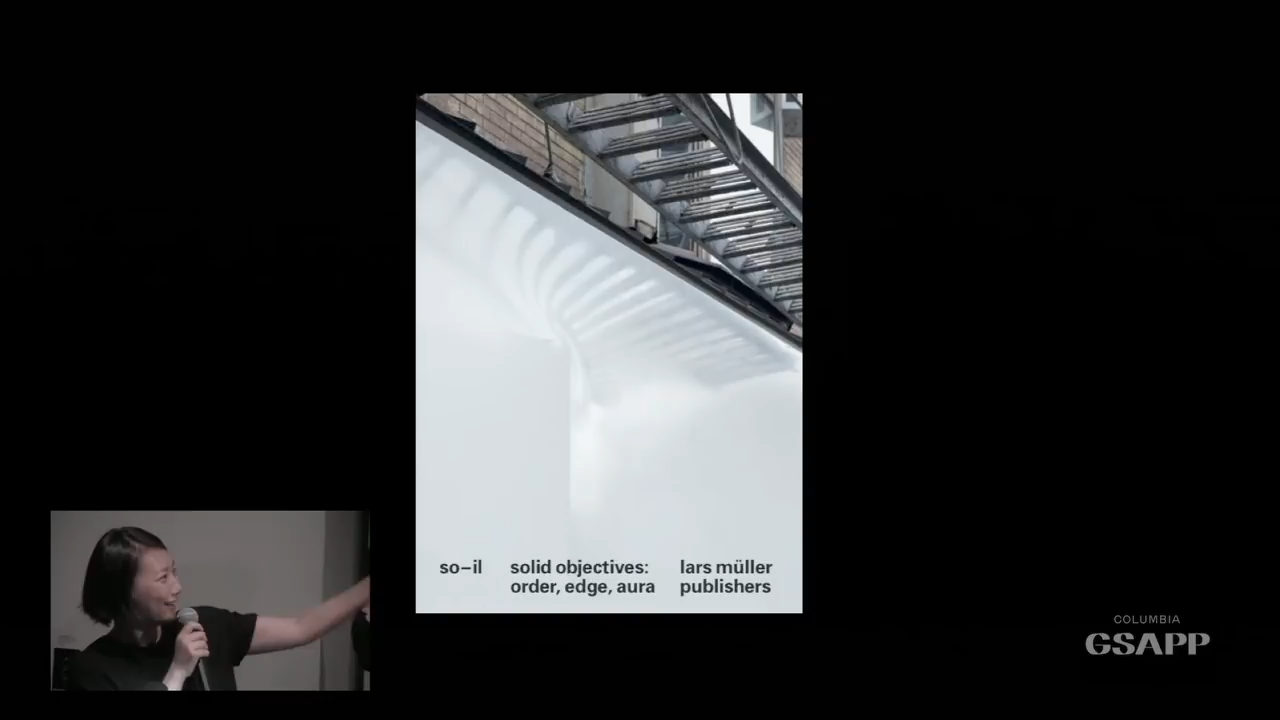 so–il
solid objectives:
order, edge, aura
lars müller
publishers
COLUMBIA
GSAPP